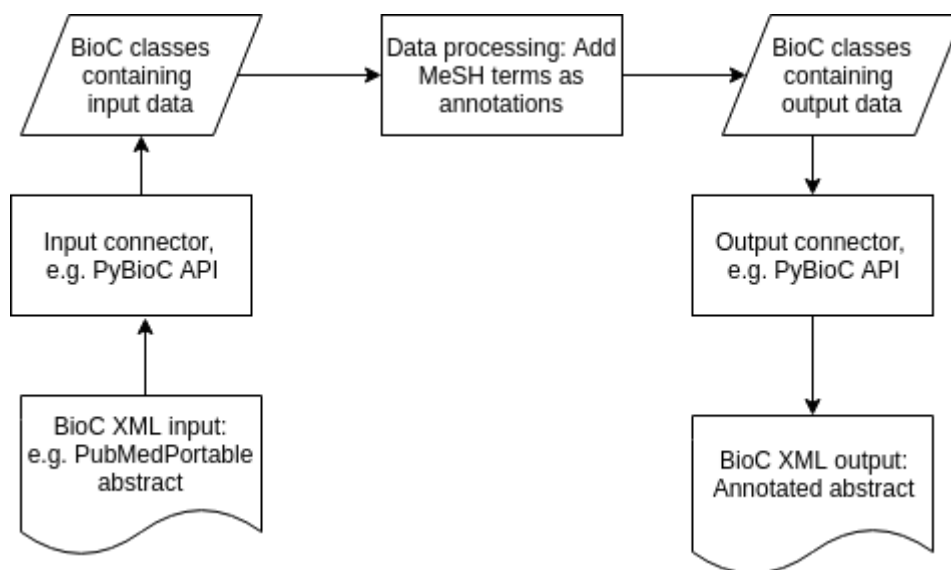 BioC classes
containing
input data
Data processing: Add
MeSH terms as
annotations
BioC classes
containing
output data
Input connector,
e.g. PyBioC API
Output connector,
e.g. PyBioC API
BioC XML input:
e.g. PubMedPortable
abstract
BioC XML output:
Annotated abstract